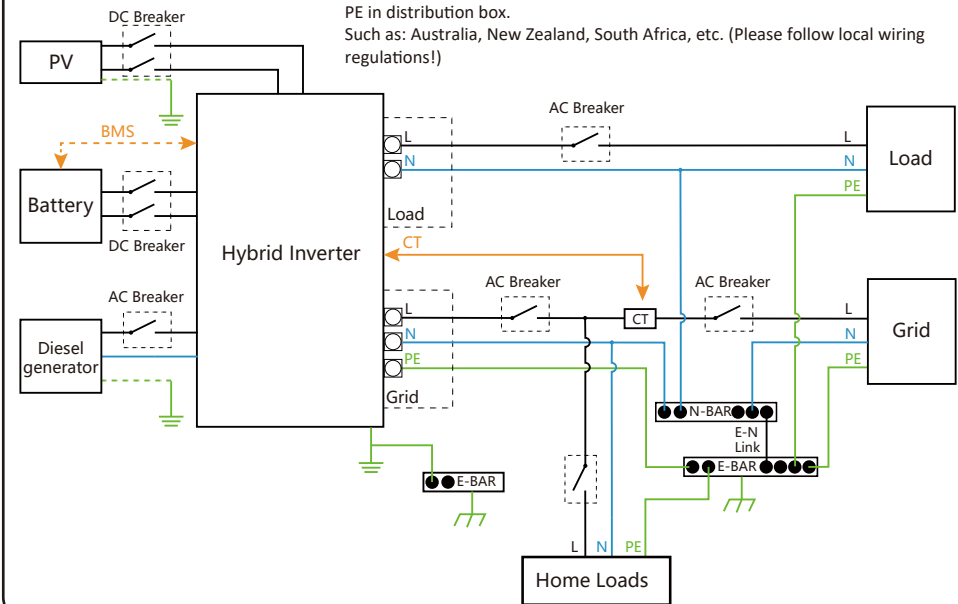 PE in distribution box.
Such as: Australia, New Zealand, South Africa, etc. (Please follow local wiring
regulations!)
DC Breaker
PV
BMS
Battery
DC Breaker
AC Breaker
Diesel
generator
Hybrid Inverter
L
N
Load
CT
L
N
PE
Grid
AC Breaker
L
N
PE
Load
AC Breaker
CT
AC Breaker
L
N
PE
Grid
N-BAR
E-N
Link
E-BAR
E-BAR
L N PE
Home Loads